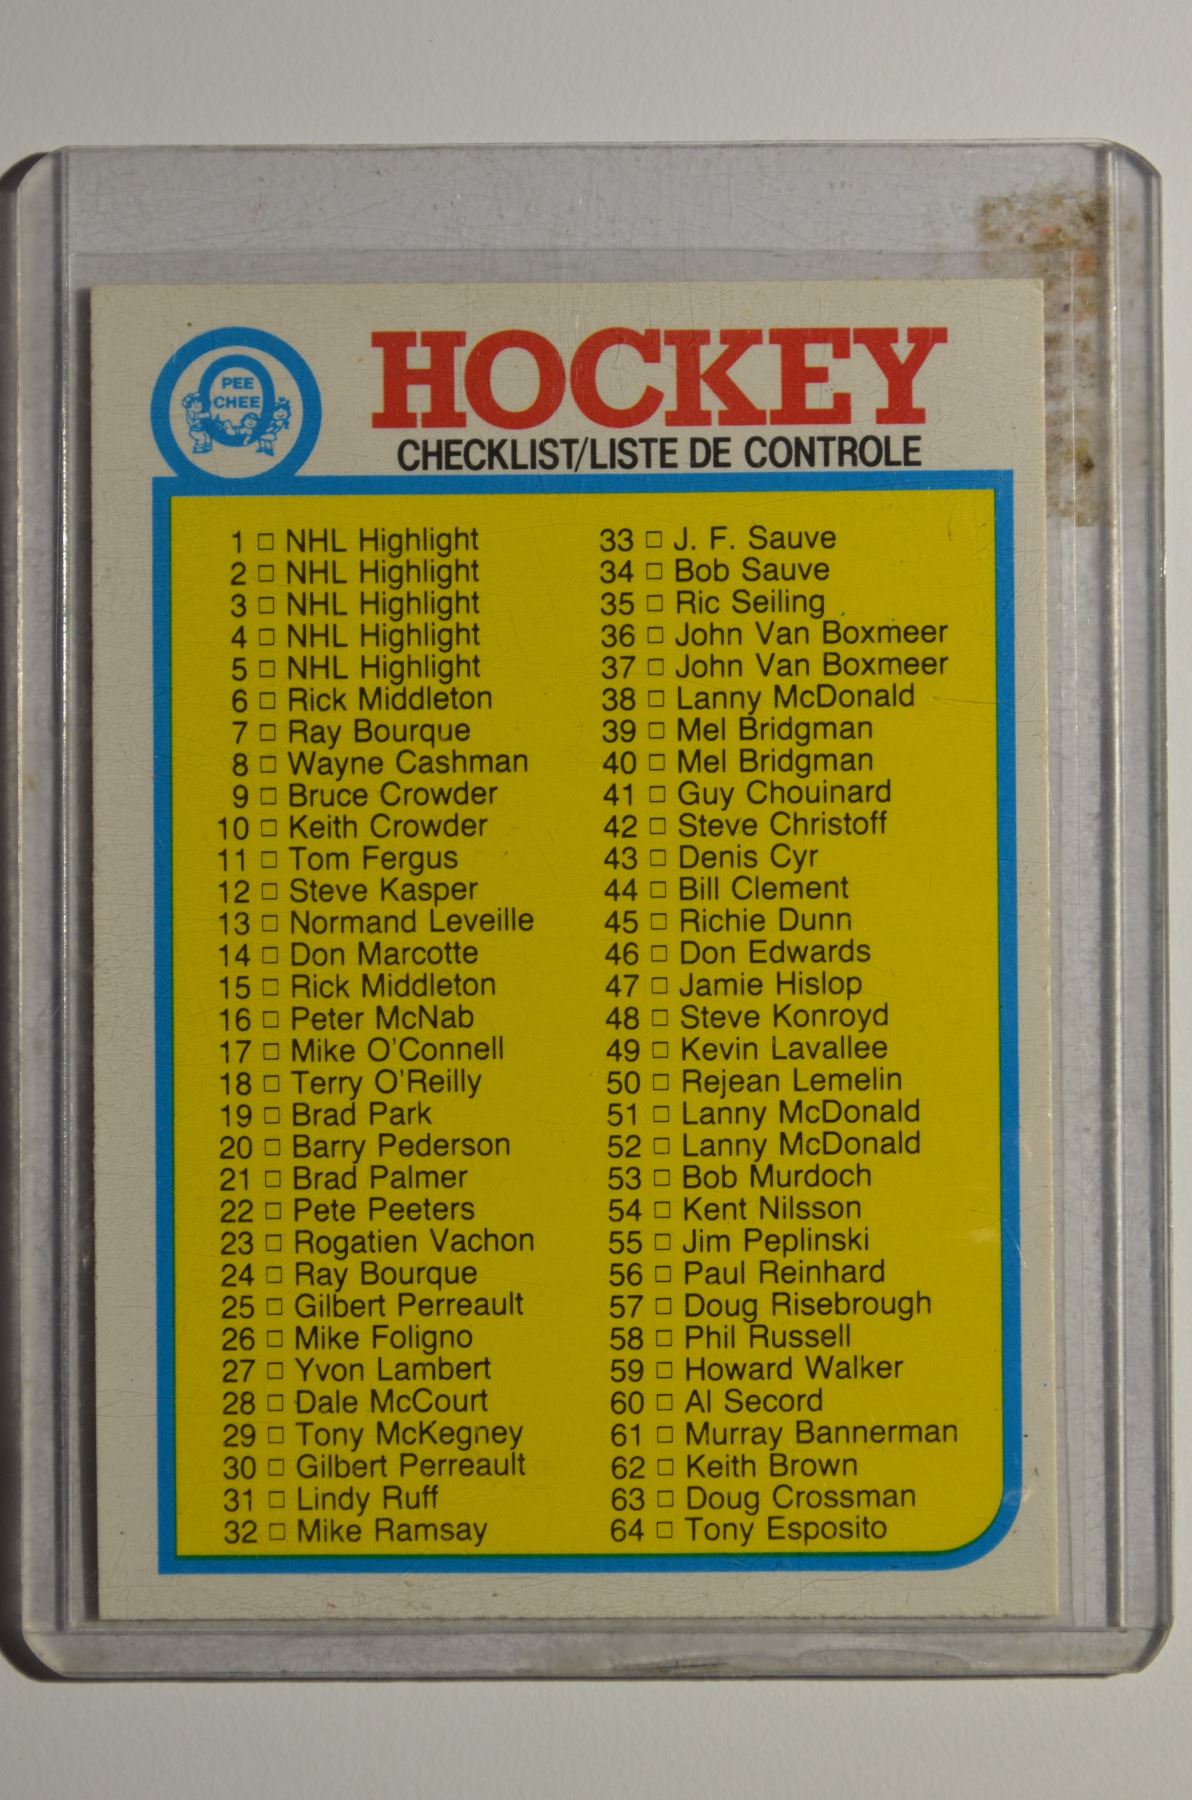 PEE
CHEE
HOCKEY
CHECKLIST/LISTE DE CONTROLE
1 □ NHL Highlight
2 □ NHL Highlight
3 □ NHL Highlight
4 □ NHL Highlight
5 □ NHL Highlight
6 □ Rick Middleton
7 □ Ray Bourque
8 □ Wayne Cashman
9 □ Bruce Crowder
10 □ Keith Crowder
11 □ Tom Fergus
12 □ Steve Kasper
13 □ Normand Leveille
14 □ Don Marcotte
15 □ Rick Middleton
16 □ Peter McNab
17 □ Mike O'Connell
18 □ Terry O'Reilly
19 □ Brad Park
20 □ Barry Pederson
21 □ Brad Palmer
22 □ Pete Peeters
23 □ Rogatien Vachon
24 □ Ray Bourque
25 □ Gilbert Perreault
26 □ Mike Foligno
27 □ Yvon Lambert
28 □ Dale McCourt
29 □ Tony McKegney
30 □ Gilbert Perreault
31 □ Lindy Ruff
32 □ Mike Ramsay
33 □ J. F. Sauve
34 □ Bob Sauve
35 □ Ric Seiling
36 □ John Van Boxmeer
37 □ John Van Boxmeer
38 □ Lanny McDonald
39 □ Mel Bridgman
40 □ Mel Bridgman
41 □ Guy Chouinard
42 □ Steve Christoff
43 □ Denis Cyr
44 □ Bill Clement
45 □ Richie Dunn
46 □ Don Edwards
47 □ Jamie Hislop
48 □ Steve Konroyd
49 □ Kevin Lavallee
50 □ Rejean Lemelin
51 □ Lanny McDonald
52 □ Lanny McDonald
53 □ Bob Murdoch
54 □ Kent Nilsson
55 □ Jim Peplinski
56 □ Paul Reinhard
57 □ Doug Risebrough
58 □ Phil Russell
59 □ Howard Walker
60 □ Al Secord
61 □ Murray Bannerman
62 □ Keith Brown
63 □ Doug Crossman
64 □ Tony Esposito